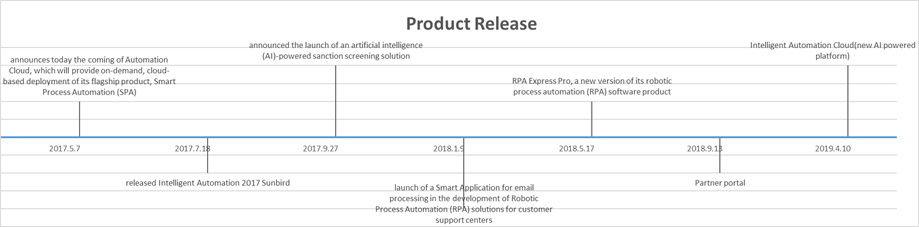 Product Release
announced the launch of an artificial intelligence
(AI)-powered sanction screening solution
Intelligent Automation Cloud(new AI powered
platform)
announces today the coming of Automation
Cloud, which will provide on-demand, cloud-
based deployment of its flagship product, Smart
Process Automation (SPA)
RPA Express Pro, a new version of its robotic
process automation (RPA) software product
2017.5.7
2017.7.18
2017.9.27
2018.1.9
2018.5.17
2018.9.13
2019.4.10
released Intelligent Automation 2017 Sunbird
launch of a Smart Application for email
processing in the development of Robotic
Process Automation (RPA) solutions for customer
support centers
Partner portal